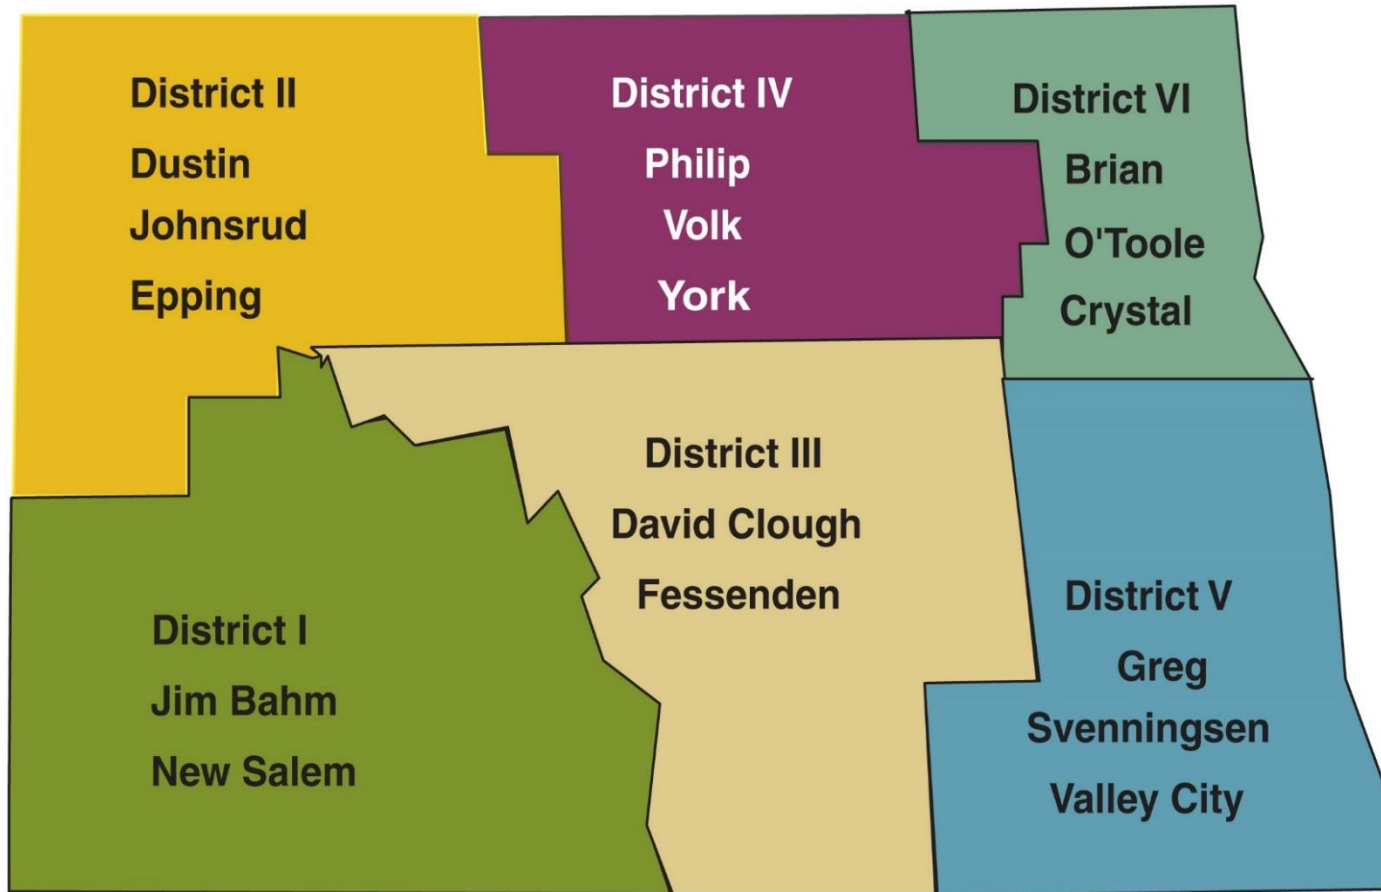 District II
Dustin
Johnsrud
Epping
District IV
Philip
Volk
York
District VI
Brian
O'Toole
Crystal
District I
Jim Bahm
New Salem
District III
David Clough
Fessenden
District V
Greg
Svenningsen
Valley City